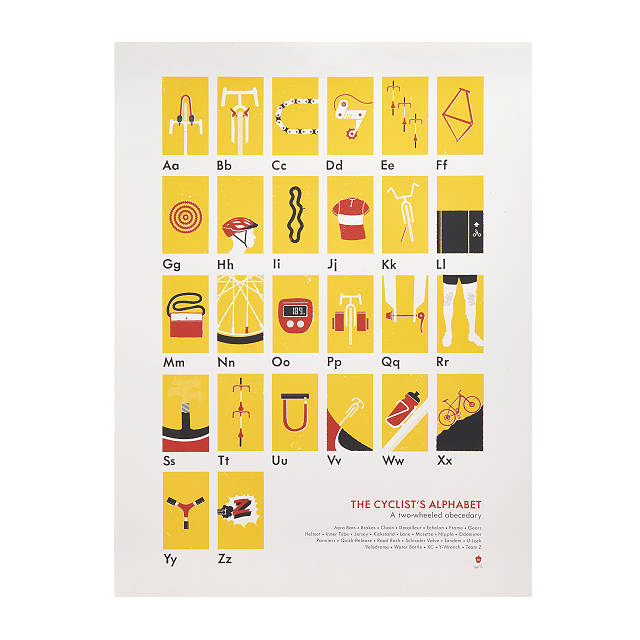 Aa Bb Cc Dd Ee Ff
Gg Hh Ii Jj Kk Ll
189.
Mm Nn Oo Pp Qq Rr
Ss Tt Uu Vv Ww Xx
Z
THE CYCLIST'S ALPHABET
A two-wheeled abecedary
Aero Bars • Brakes • Chain • Derailleur • Echelon • Frame • Gears
Helmet • Inner Tube • Jersey • Kickstand • Lane • Musette • Nipple • Odometer
Panniers • Quick Release • Road Rash • Schrader Valve • Tandem • U-Lock
Velodrome • Water Bottle • XC • Y-Wrench • Team Z
Yy Zz